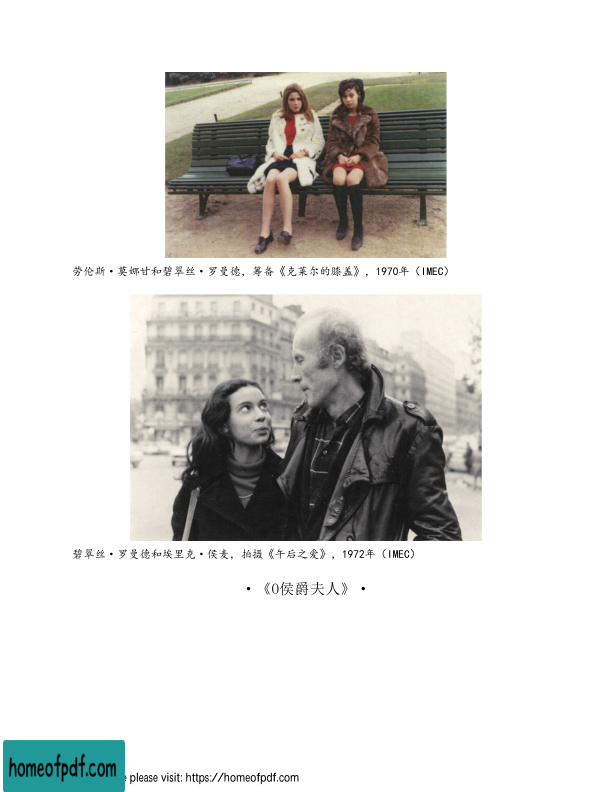 劳伦斯·莫娜甘和碧翠丝·罗曼德，筹备《克莱尔的膝盖》，1970年（IMEC）
碧翠丝·罗曼德和埃里克·侯麦，拍摄《午后之爱》，1972年（IMEC）
·《O侯爵夫人》·
homeofpdf.com
e please visit: https://homeofpdf.com